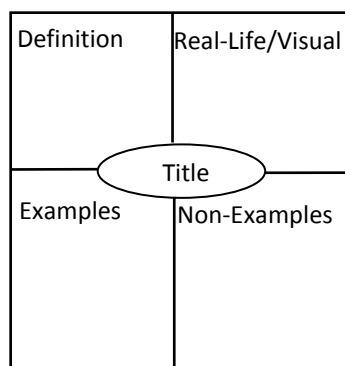 Definition
Real-Life/Visual
Title
Examples
Non-Examples